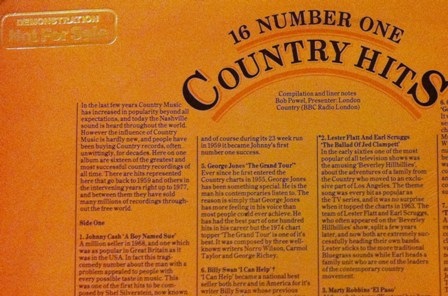 DEMONSTRATION
Not For Sale
16 NUMBER ONE
COUNTRY HITS
Compilation and liner notes
Bob Powel, Presenter: London
Country (BBC Radio London)
In the last few years Country Music
has increased in popularity beyond all
expectations, and today the Nashville
sound is heard throughout the world.
However the influence of Country
Music is hardly new, and people have
been buying Country records, often,
unwittingly, for decades. Here on one
album are sixteen of the greatest and
most successful country recordings of
all time. There are hits represented
here that go back to 1959 and others in
the intervening years right up to 1977,
and between them they have sold
many millions of recordings through-
out the free world.
Side One
1. Johnny Cash 'A Boy Named Sue'
A million seller in 1969, and one which
was as popular in Great Britain as it
was in the USA. In fact this tragi-
comedy number about the man with a
problem appealed to people with
every possible taste in music. This
was one of the first hits to be com-
posed by Shel Silverstein, now known
and of course during its 23 week run
in 1959 it became Johnny's first
number one success.
5. George Jones 'The Grand Tour'
Ever since he first entered the
Country charts in 1955, George Jones
has been something special. He is the
man his contemporaries listen to. The
reason is simply that George Jones
has more feeling in his voice than
most people could ever achieve. He
has had the best part of one hundred
hits in his career but the 1974 chart
topper 'The Grand Tour' is one of it's
best. It was composed by three well-
known writers Norro Wilson, Carmol
Taylor and George Richey.
6. Billy Swan 'I Can Help'
'I Can Help' became a national best
seller both here and in America for it's
writer Billy Swan whose previous
*2. Lester Flatt And Earl Scruggs
'The Ballad Of Jed Clampett'
In the early sixties one of the most
popular of all television shows was
the amusing 'Beverley Hillbillies',
about the adventures of a family from
the Country who moved to an exclu-
sive part of Los Angeles. The theme
song was every bit as popular as
the TV series, and it was no surprise
when it topped the charts in 1963. The
team of Lester Flatt and Earl Scruggs,
who often appeared on the 'Beverley
Hillbillies' show, split a few years
later, and now both are extremely suc-
cessfully heading their own bands.
Lester sticks to the more traditional
Bluegrass sounds while Earl heads a
family unit who are one of the leaders
of the contemporary country
movement.
3. Marty Robbins 'El Paso'